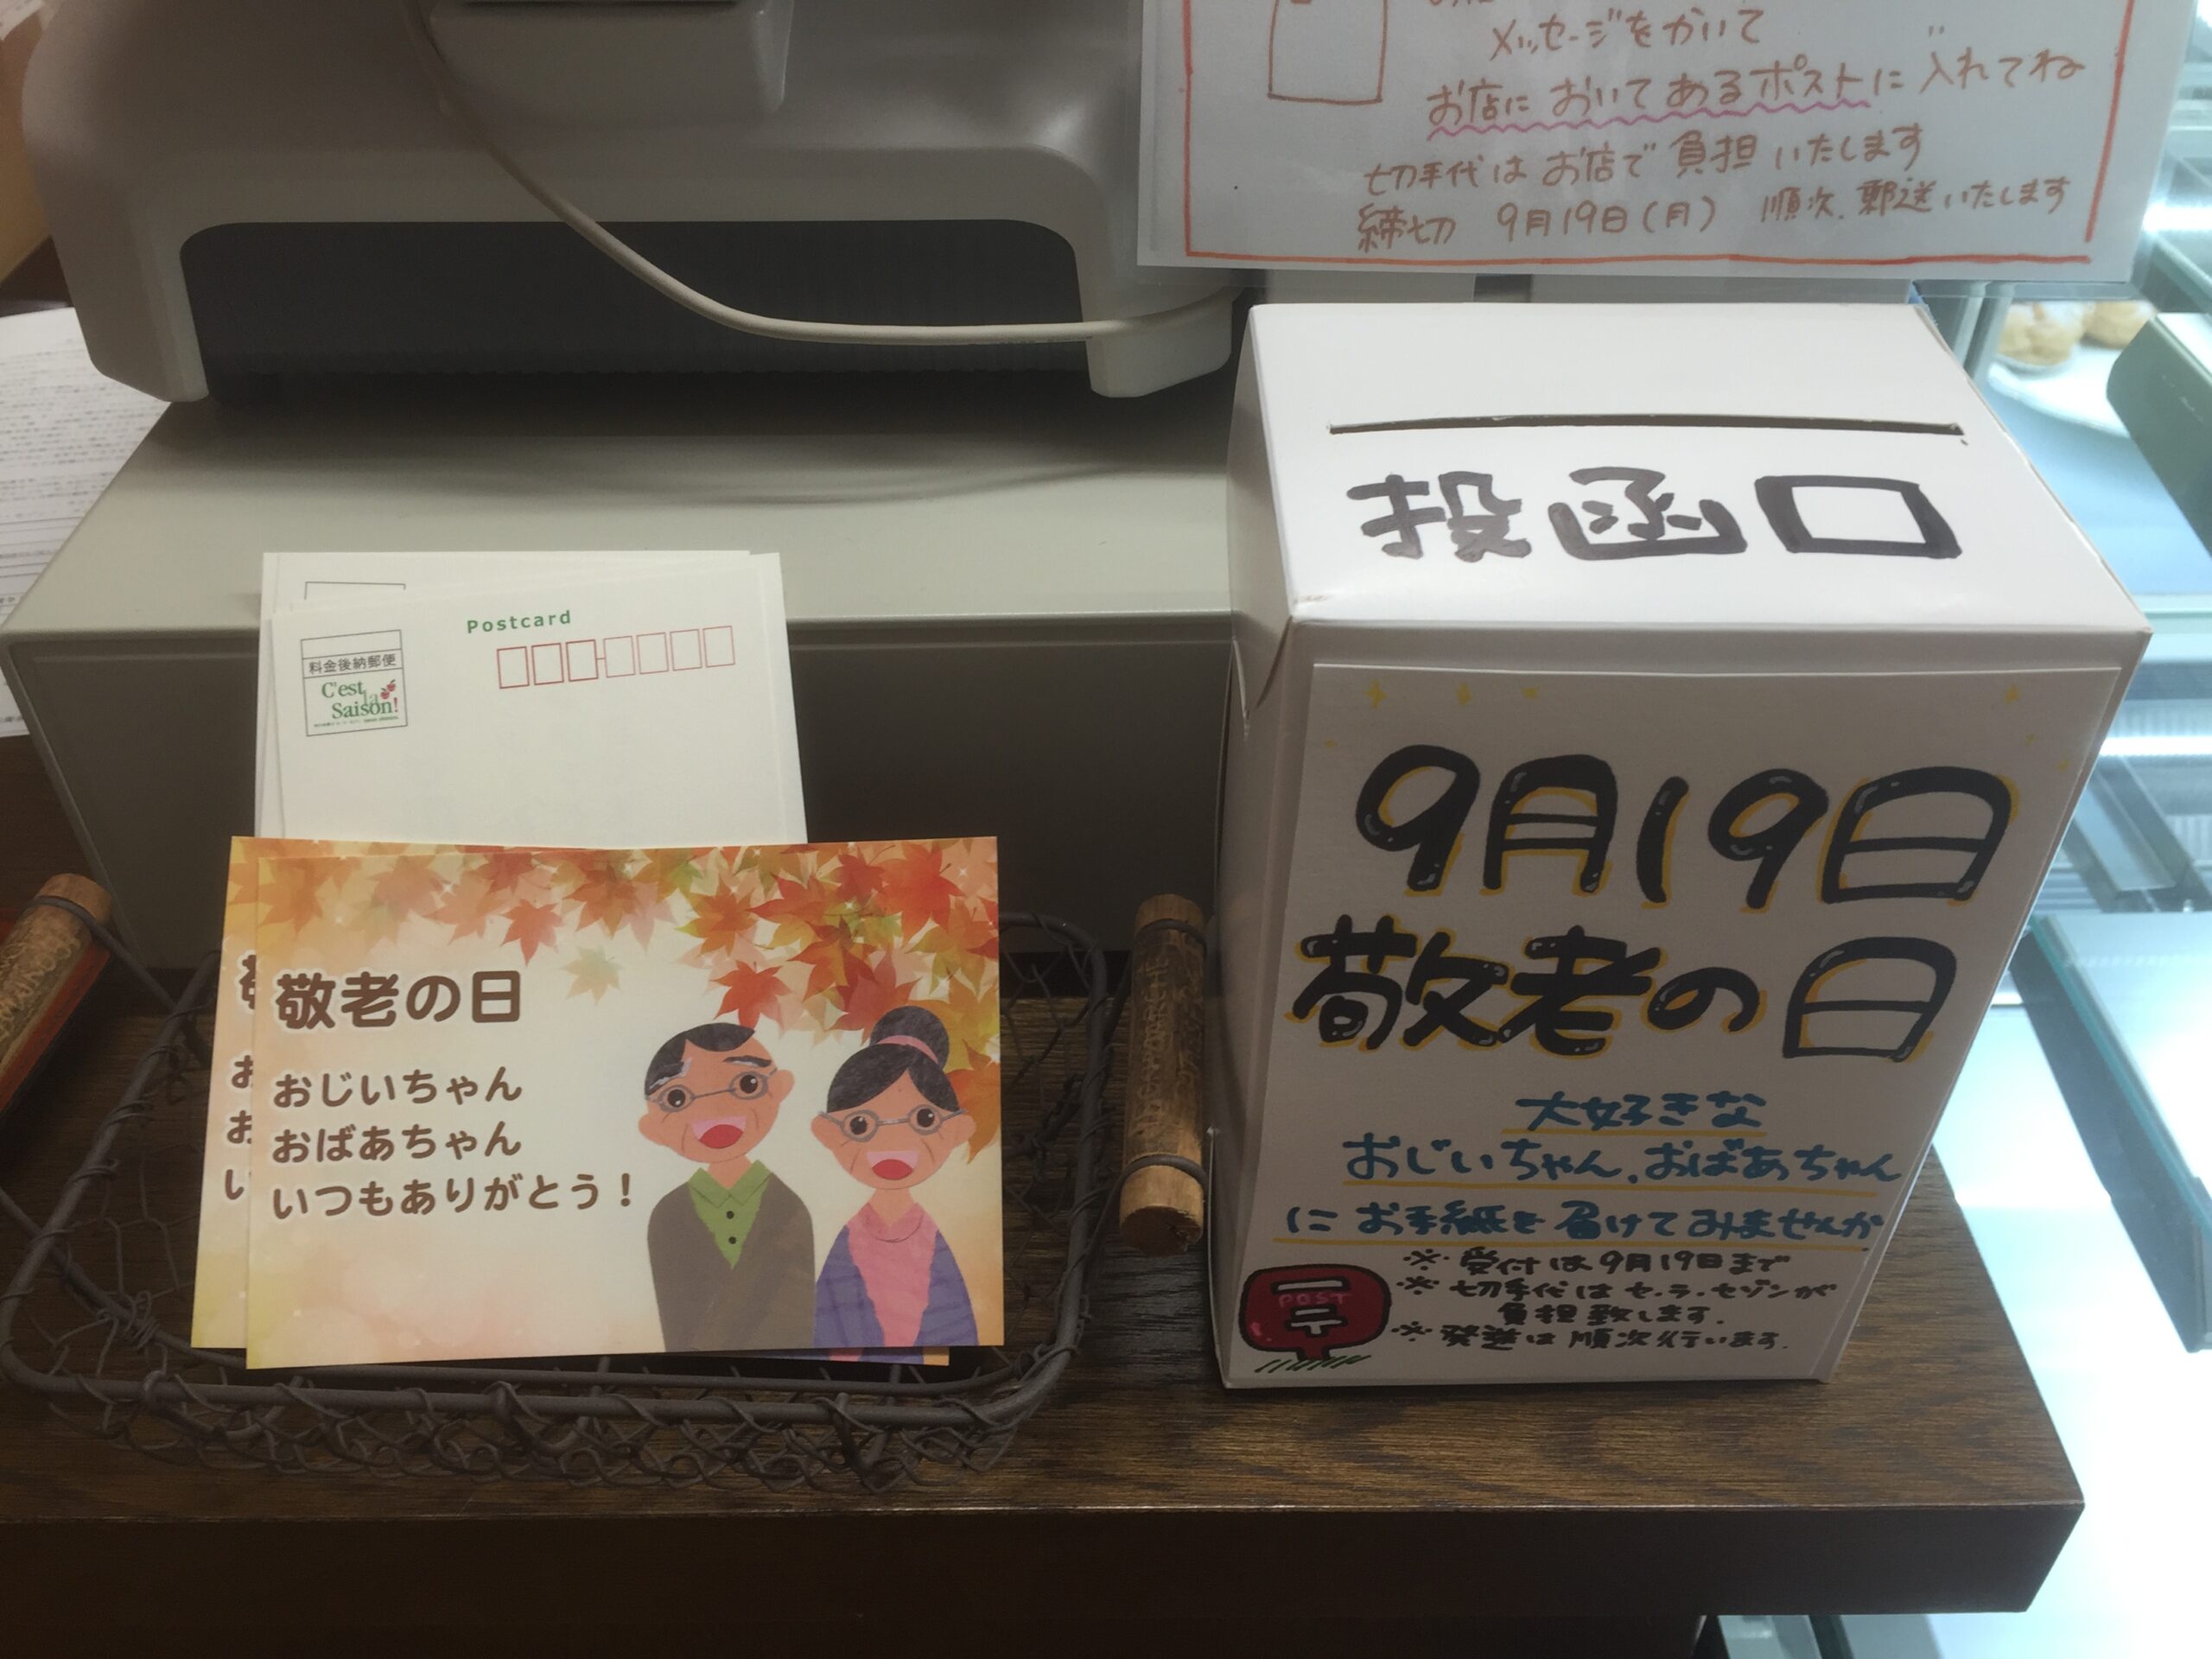 メッセージをかいて
お店においてあるポストに入れてね
切手代はお店で負担いたします
締切 9月19日(月) 順次、郵送いたします
投函口
Postcard
料金後納郵便
C'est
la
Saison!
9月19日
敬老の日
大好きな
おじいちゃん、おばあちゃん
にお手紙を届けてみませんか
※受付は9月19日まで
※切手代はセ・ラ・セゾンが
負担致します。
※発送は順次行います。
POST
敬老の日
おじいちゃん
おばあちゃん
いつもありがとう!